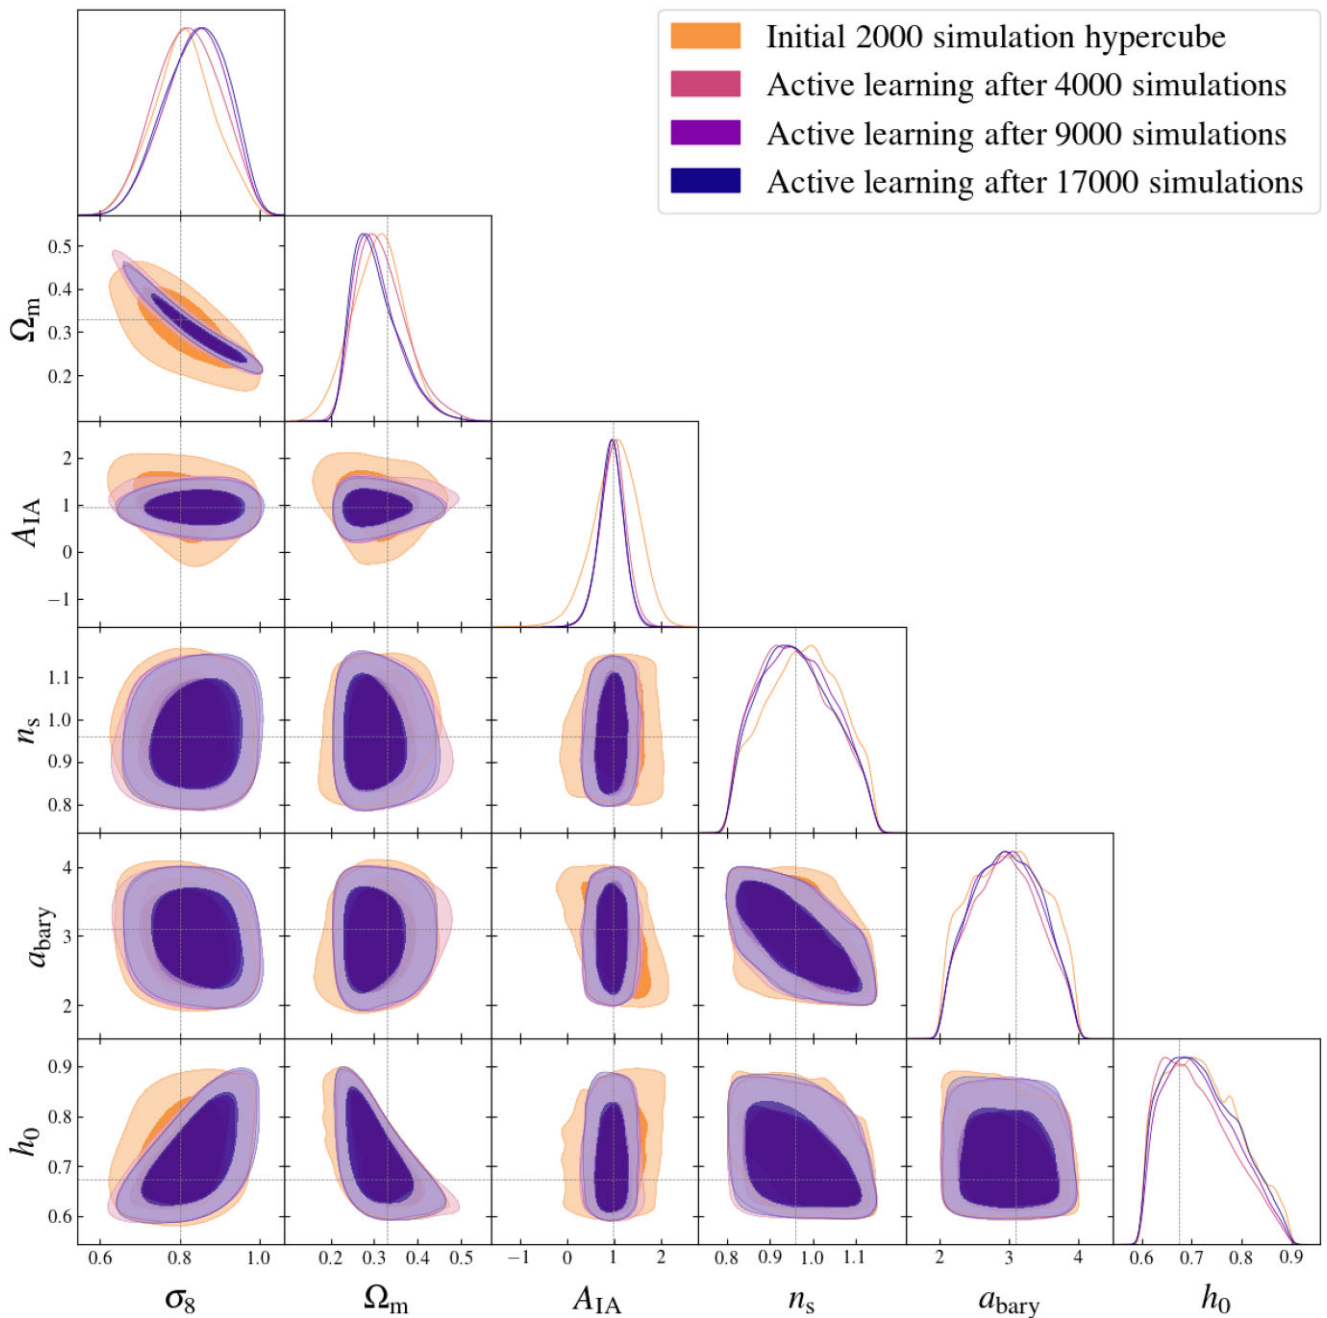 Initial 2000 simulation hypercube
Active learning after 4000 simulations
Active learning after 9000 simulations
Active learning after 17000 simulations
0.5
0.4
0.3
0.2
Ωm
2
1
0
−1
AIA
1.1
1.0
0.9
0.8
ns
4
3
2
abary
0.9
0.8
0.7
0.6
h0
0.6 0.8 1.0 0.2 0.3 0.4 0.5 −1 0 1 2 0.8 0.9 1.0 1.1 2 3 4 0.6 0.7 0.8 0.9
σ8 Ωm AIA ns abary h0